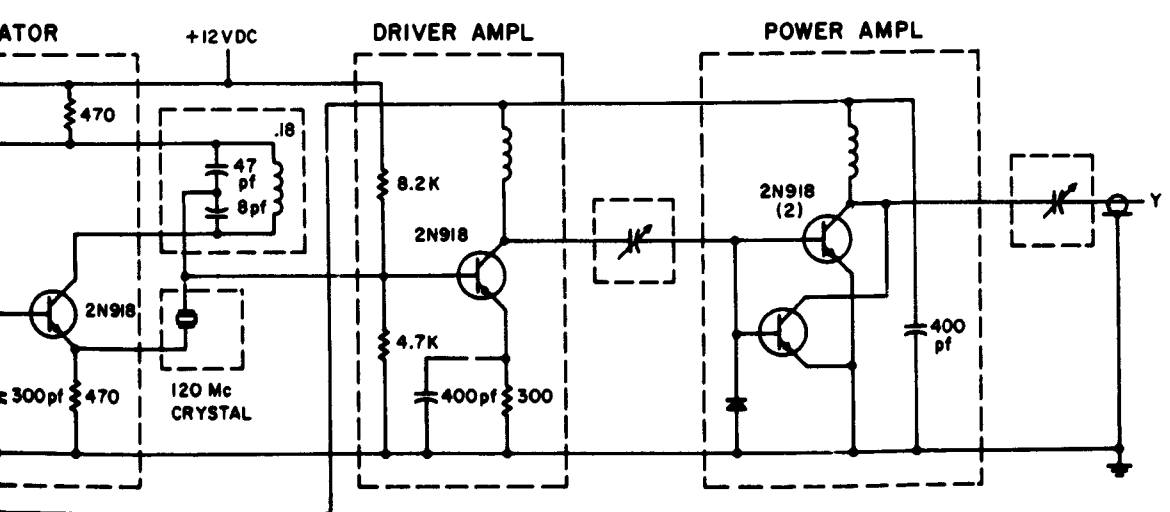 ATOR
+12VDC
DRIVER AMPL
POWER AMPL
470
.18
47
pf
8pf
8.2K
2N918
2N918
(2)
Y
2N918
4.7K
400
pf
300pf
470
120 Mc
CRYSTAL
400pf
300